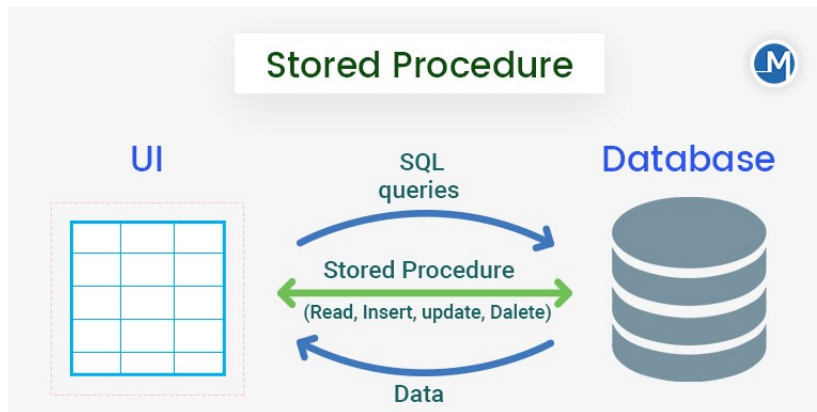 Stored Procedure
M
UI
SQL
queries
Database
Stored Procedure
(Read, Insert, update, Dalete)
Data